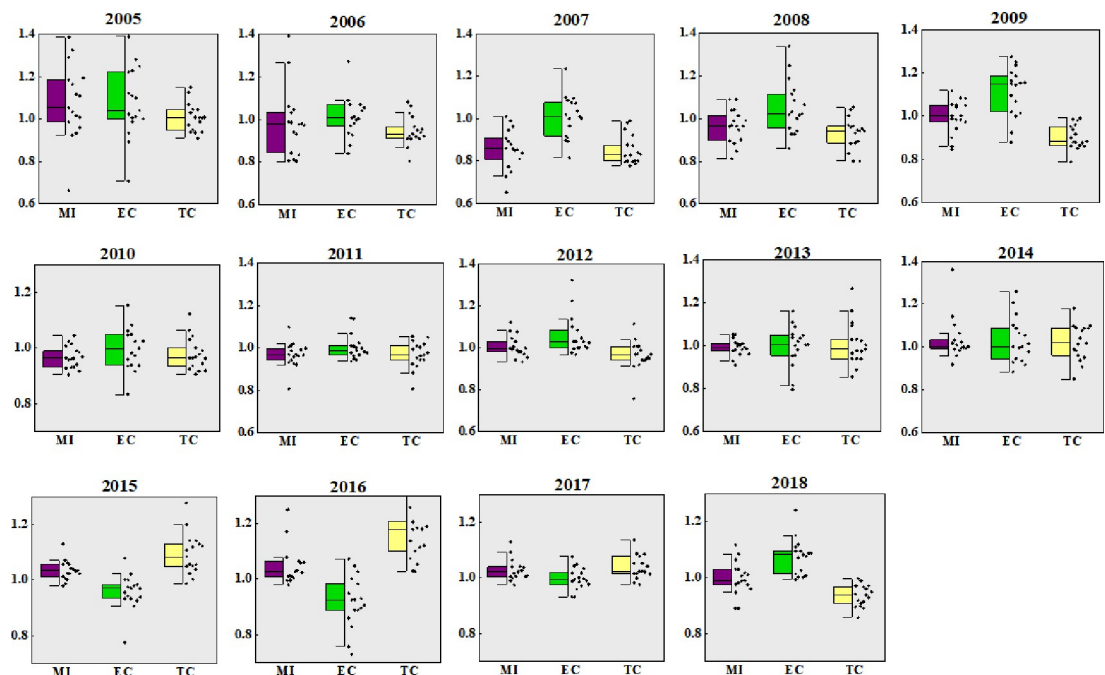 2005 2006 2007 2008 2009
1.4 1.4 1.4 1.4 1.4
1.2 1.2 1.2 1.2 1.2
1.0 1.0 1.0 1.0 1.0
0.8 0.8 0.8 0.8 0.8
0.6 0.6 0.6 0.6 0.6
MI EC TC MI EC TC MI EC TC MI EC TC MI EC TC
2010 2011 2012 2013 2014
1.4 1.4 1.4 1.4
1.2 1.2 1.2 1.2 1.2
1.0 1.0 1.0 1.0 1.0
0.8 0.8 0.8 0.8 0.8
0.6 0.6 0.6 0.6
MI EC TC MI EC TC MI EC TC MI EC TC MI EC TC
2015 2016 2017 2018
1.2 1.2 1.2 1.2
1.0 1.0 1.0 1.0
0.8 0.8 0.8 0.8
MI EC TC MI EC TC MI EC TC MI EC TC